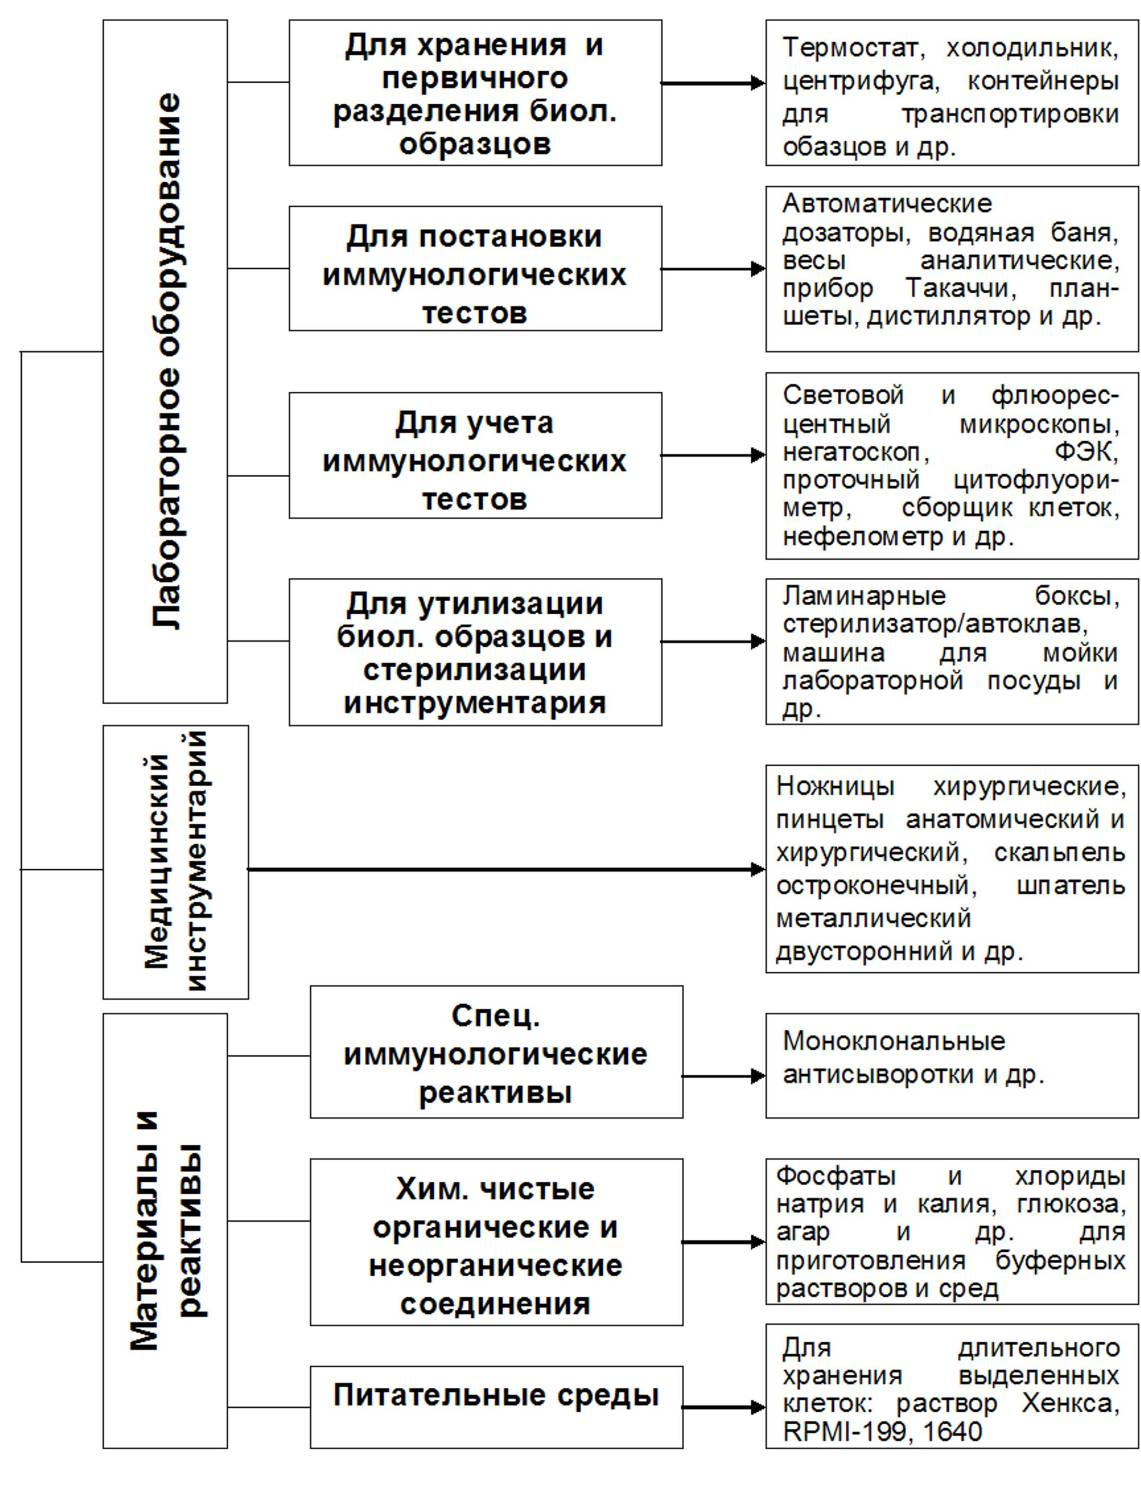 Лабораторное оборудование
Для хранения и
первичного
разделения биол.
образцов
Термостат, холодильник,
центрифуга, контейнеры
для транспортировки
обазцов и др.
Для постановки
иммунологических
тестов
Автоматические
дозаторы, водяная баня,
весы аналитические,
прибор Такаччи, план-
шеты, дистиллятор и др.
Для учета
иммунологических
тестов
Световой и флюорес-
центный микроскопы,
негатоскоп, ФЭК,
проточный цитофлуори-
метр, сборщик клеток,
нефелометр и др.
Для утилизации
биол. образцов и
стерилизации
инструментария
Ламинарные боксы,
стерилизатор/автоклав,
машина для мойки
лабораторной посуды и
др.
Медицинский
инструментарий
Ножницы хирургические,
пинцеты анатомический и
хирургический, скальпель
остроконечный, шпатель
металлический
двусторонний и др.
Материалы и
реактивы
Спец.
иммунологические
реактивы
Моноклональные
антисыворотки и др.
Хим. чистые
органические и
неорганические
соединения
Фосфаты и хлориды
натрия и калия, глюкоза,
агар и др. для
приготовления буферных
растворов и сред
Питательные среды
Для длительного
хранения выделенных
клеток: раствор Хенкса,
RPMI-199, 1640